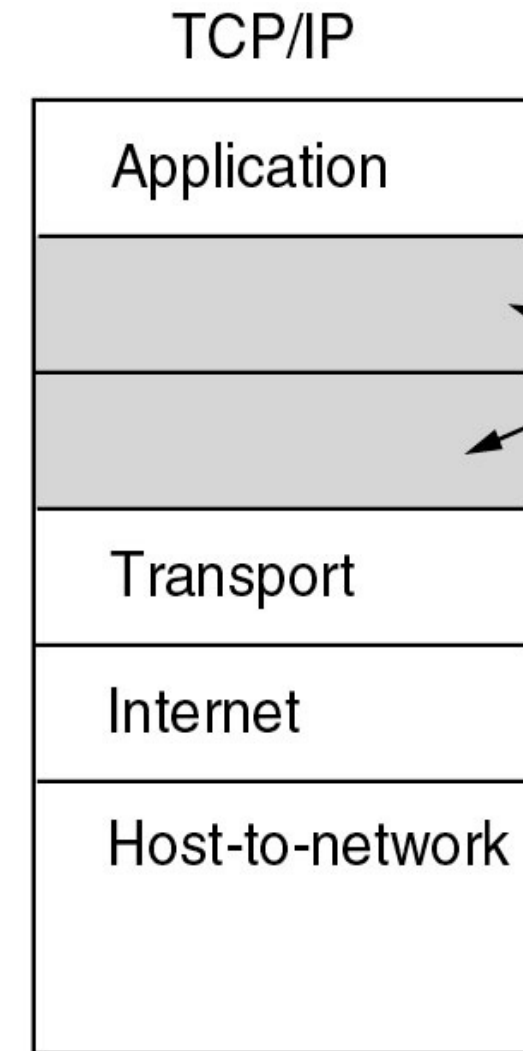 TCP/IP
Application
Transport
Internet
Host-to-network